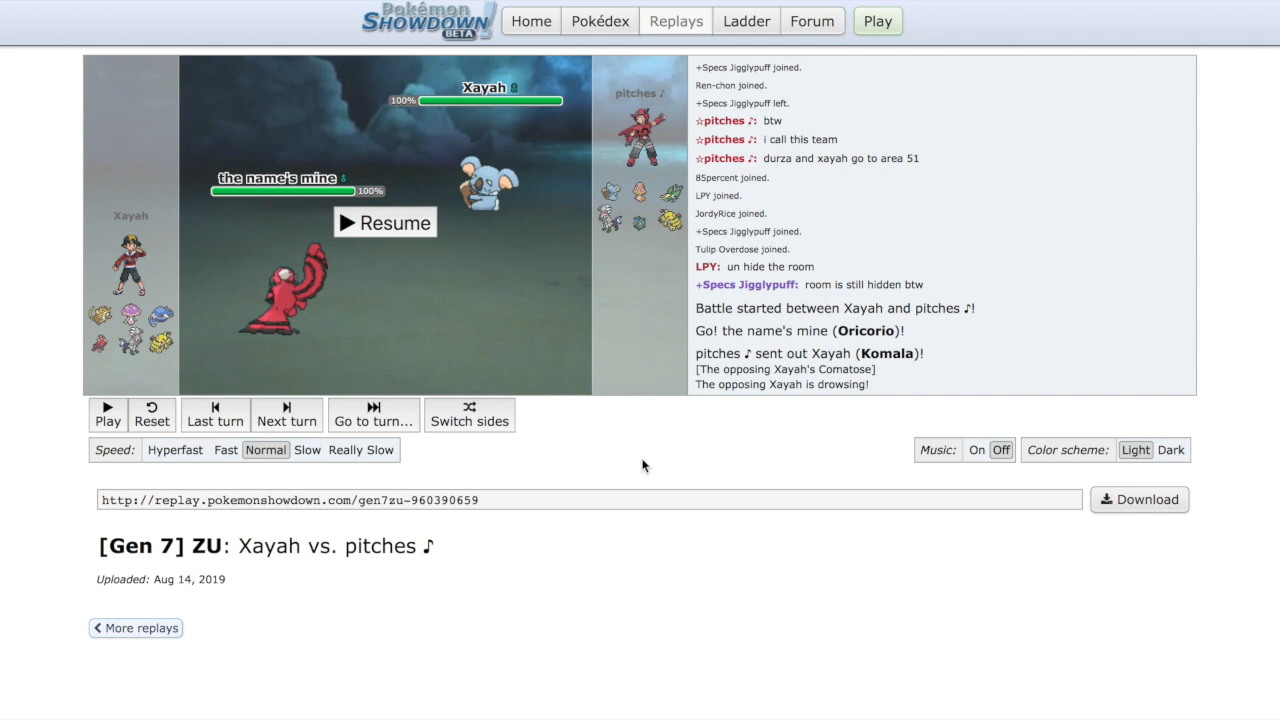 Pokémon
SHOWDOWN!
BETA
Home
Pokédex
Replays
Ladder
Forum
Play
Xayah
100%
the name's mine
100%
Resume
Xayah
pitches ♪
+Specs Jigglypuff joined.
Ren-chon joined.
+Specs Jigglypuff left.
☆pitches ♪: btw
☆pitches ♪: i call this team
☆pitches ♪: durza and xayah go to area 51
85percent joined.
LPY joined.
JordyRice joined.
+Specs Jigglypuff joined.
Tulip Overdose joined.
LPY: un hide the room
+Specs Jigglypuff: room is still hidden btw
Battle started between Xayah and pitches ♪!
Go! the name's mine (Oricorio)!
pitches ♪ sent out Xayah (Komala)!
[The opposing Xayah's Comatose]
The opposing Xayah is drowsing!
Play
Reset
Last turn
Next turn
Go to turn...
Switch sides
Speed: Hyperfast Fast Normal Slow Really Slow
Music: On Off
Color scheme: Light Dark
http://replay.pokemonshowdown.com/gen7zu-960390659
Download
[Gen 7] ZU: Xayah vs. pitches ♪
Uploaded: Aug 14, 2019
More replays